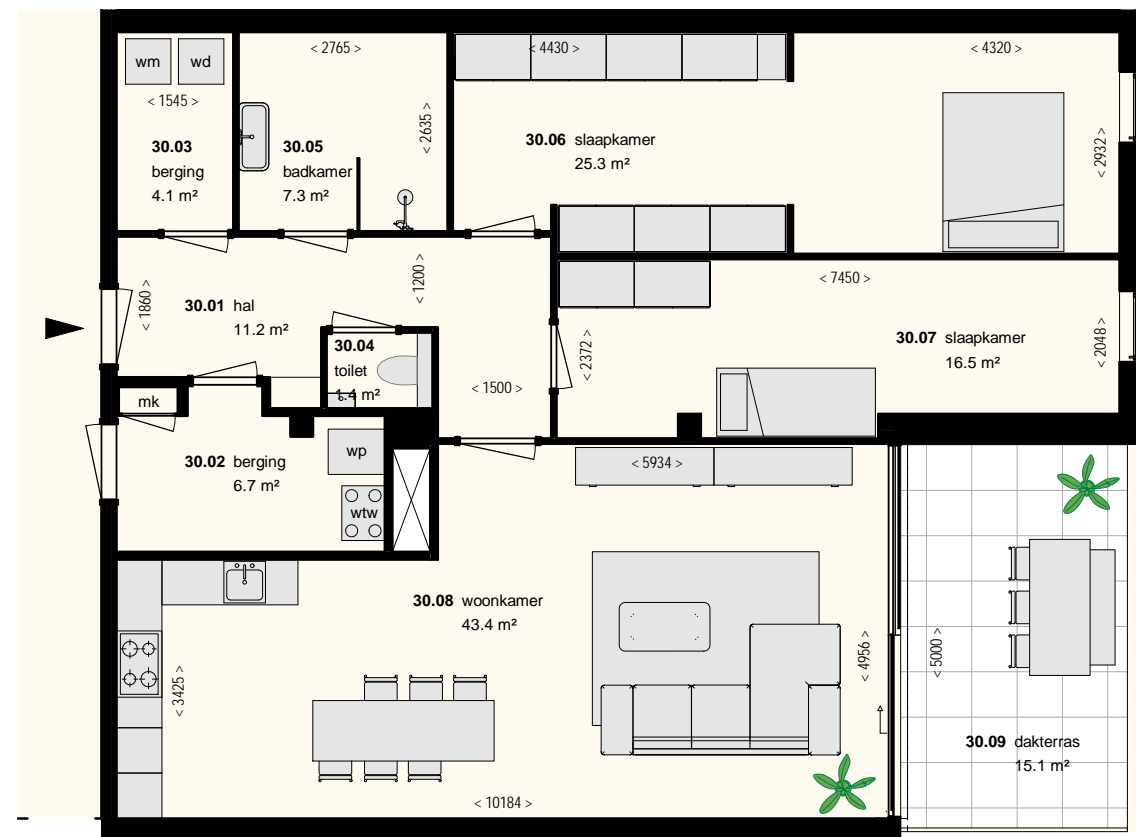 wm wd
< 1545 >
30.03
berging
4.1 m²
< 2765 >
30.05
badkamer
7.3 m²
< 2635 >
< 4430 >
30.06 slaapkamer
25.3 m²
< 4320 >
< 2932 >
< 1860 >
30.01 hal
11.2 m²
< 1200 >
30.04
toilet
1.4 m²
< 1500 >
< 2372 >
< 7450 >
30.07 slaapkamer
16.5 m²
< 2048 >
mk
30.02 berging
6.7 m²
wp
wtw
< 5934 >
30.08 woonkamer
43.4 m²
< 3425 >
< 4956 >
< 10184 >
< 5000 >
30.09 dakterras
15.1 m²